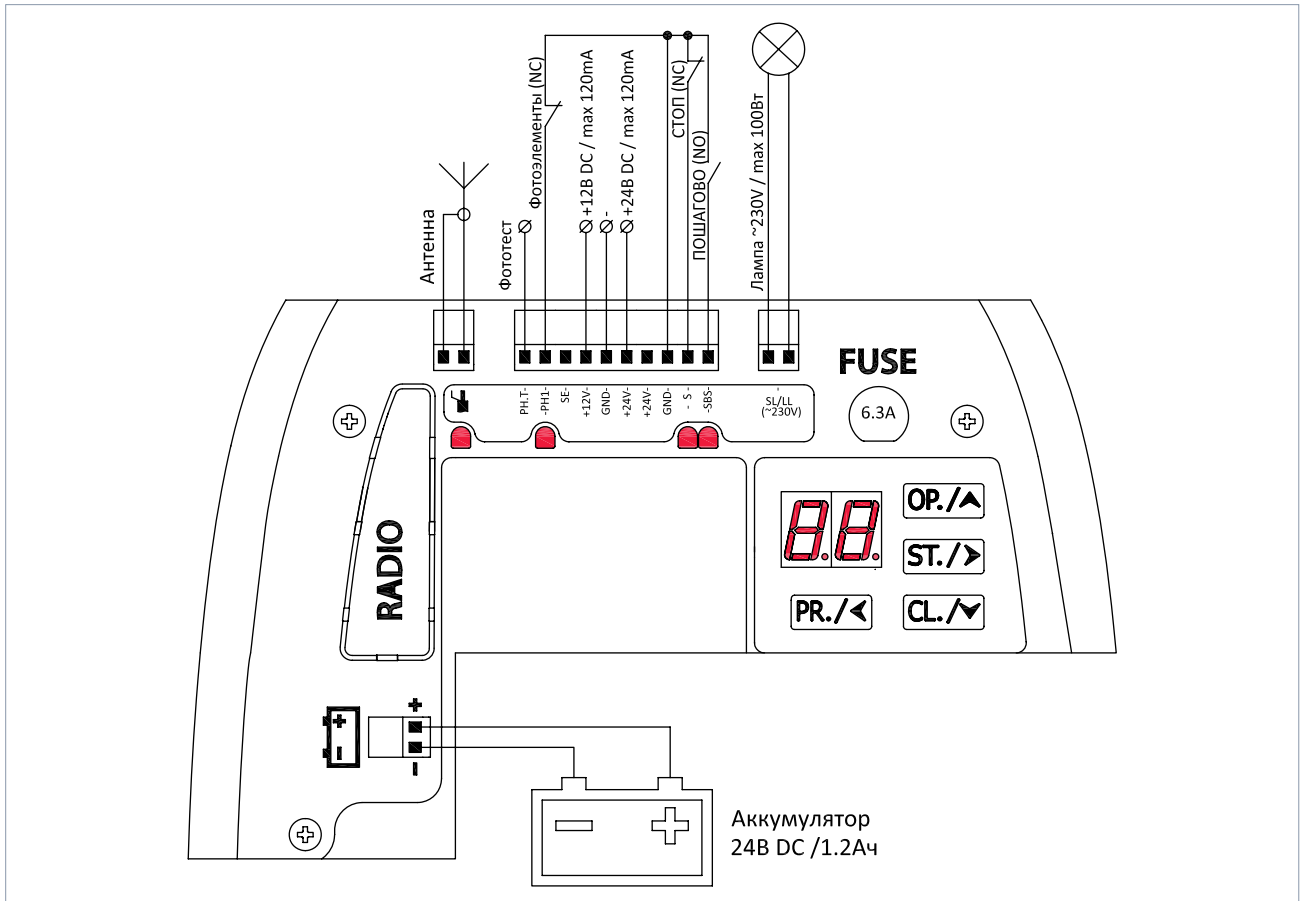 Антенна
Фототест
Фотоэлементы (NC)
+12В DC / max 120mA
-
+24В DC / max 120mA
СТОП (NC)
ПОШАГОВО (NO)
Лампа ~230V / max 100Вт
PH.T-
-PH1-
SE-
+12V-
GND-
+24V-
+24V-
GND-
- S -
-SBS-
-
SL/LL
(~230V)
FUSE
6.3A
RADIO
88
OP./
ST./
PR./
CL./
+
-
+
-
- +
Аккумулятор
24В DC /1.2Ач